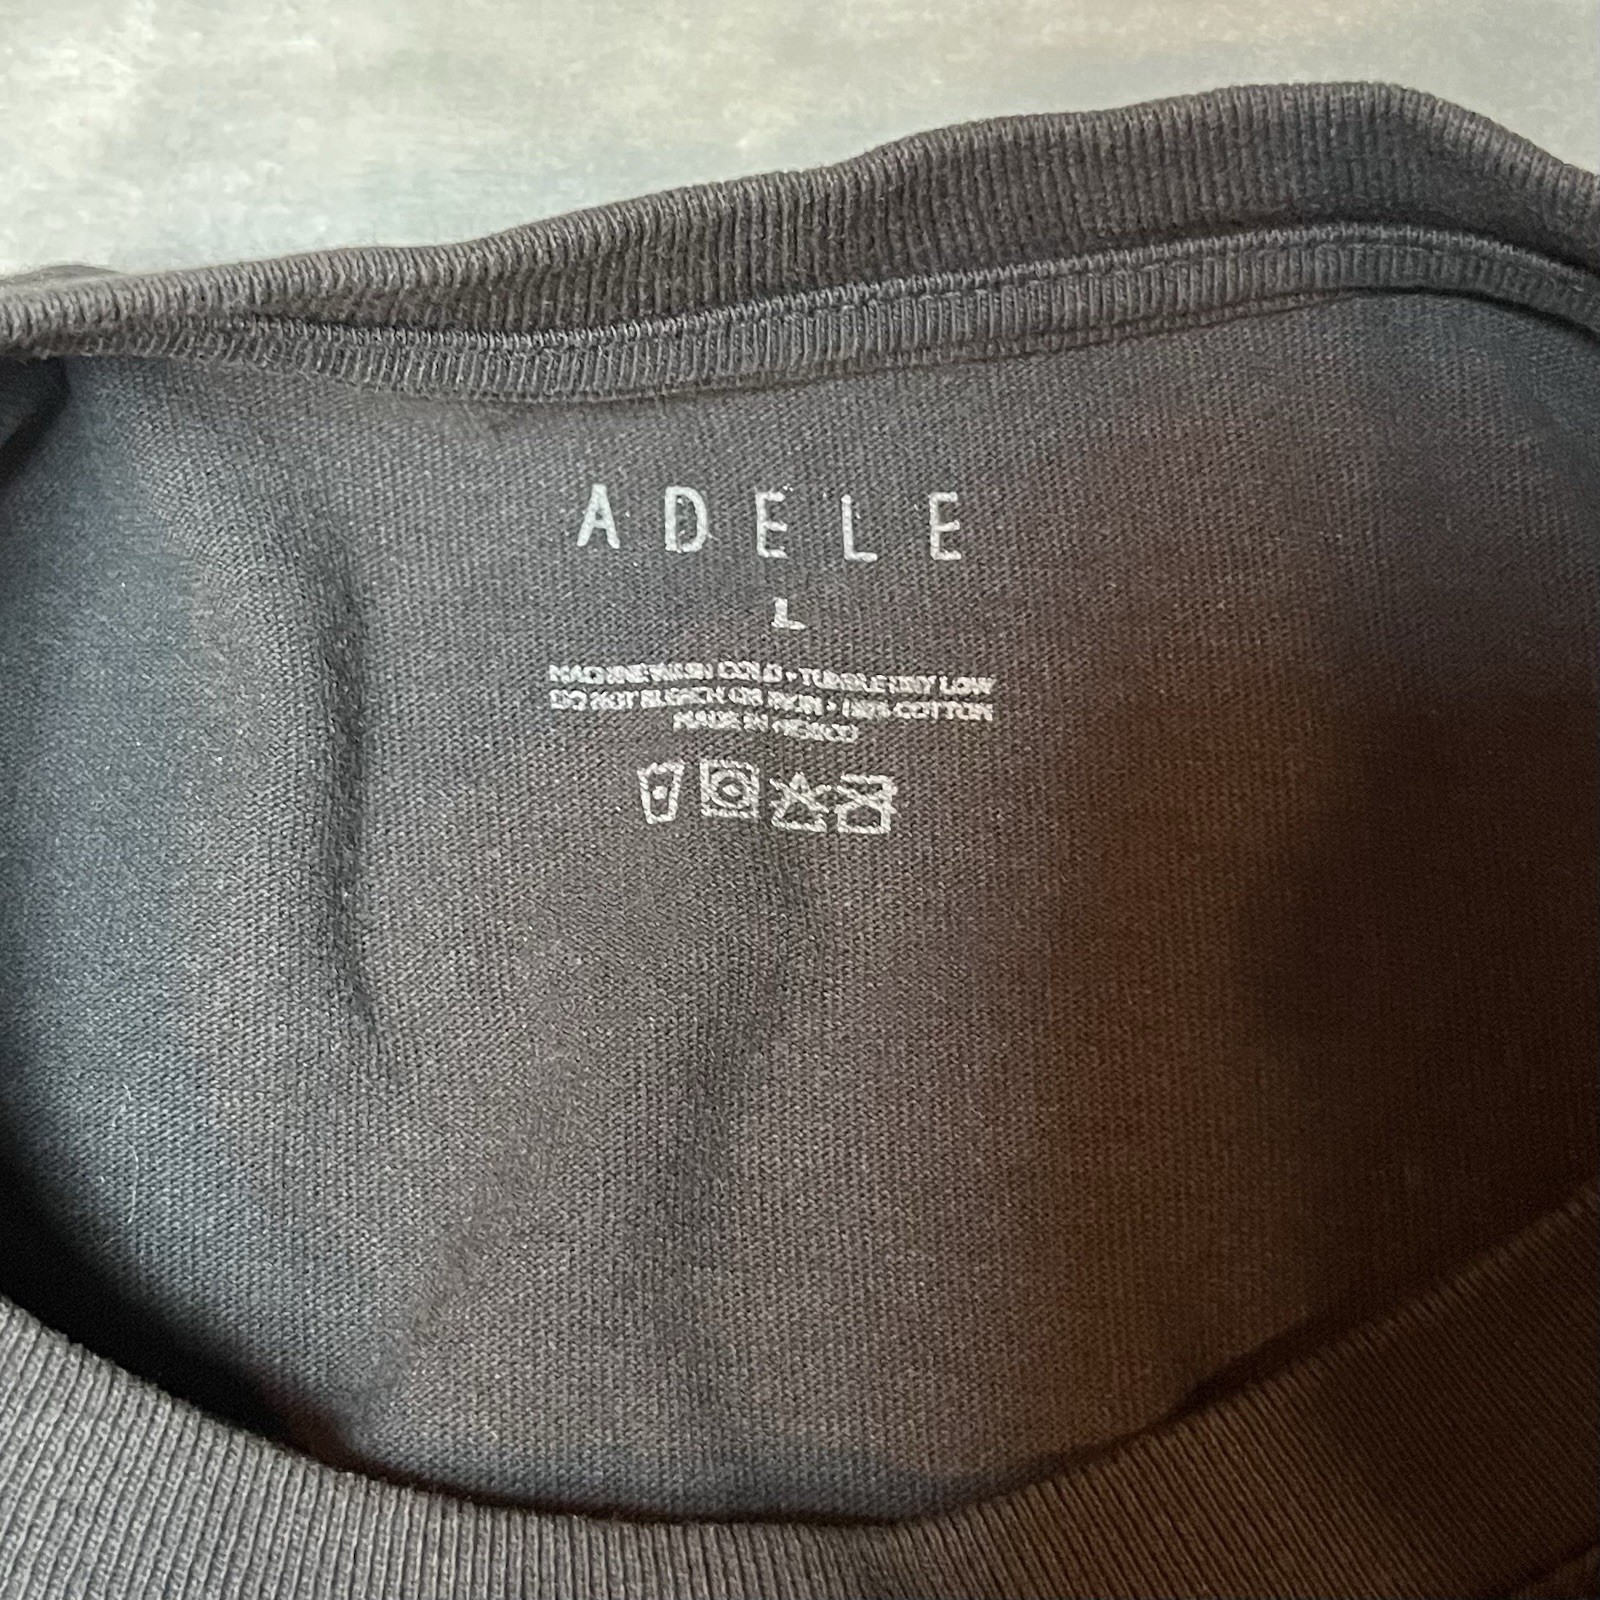 ADELE
L
MACHINE WASH COLD • TUMBLE DRY LOW
DO NOT BLEACH OR IRON • 100% COTTON
MADE IN MEXICO